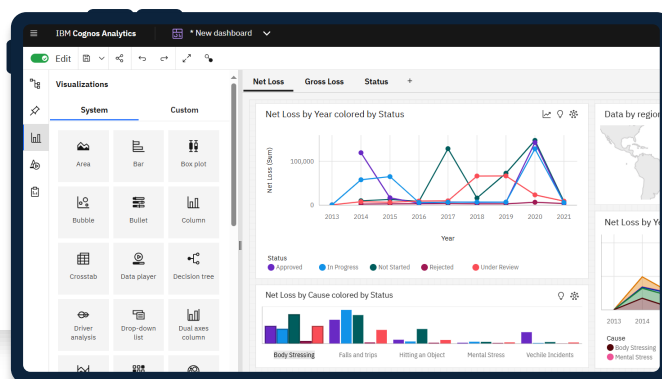 IBM Cognos Analytics
* New dashboard
Edit
Visualizations
System
Custom
Area
Bar
Box plot
Bubble
Bullet
Column
Crosstab
Data player
Decision tree
Driver
analysis
Drop-down
list
Dual axes
column
Net Loss
Gross Loss
Status
+
Net Loss by Year colored by Status
Net Loss (Sum)
100,000
0
2013 2014 2015 2016 2017 2018 2019 2020 2021
Year
Status
Approved In Progress Not Started Rejected Under Review
Net Loss by Cause colored by Status
Body Stressing Falls and trips Hitting an Object Mental Stress Vechile Incidents
Data by region
Net Loss by Ye
2013 2014 2015
Cause
Body Stressing
Mental Stress